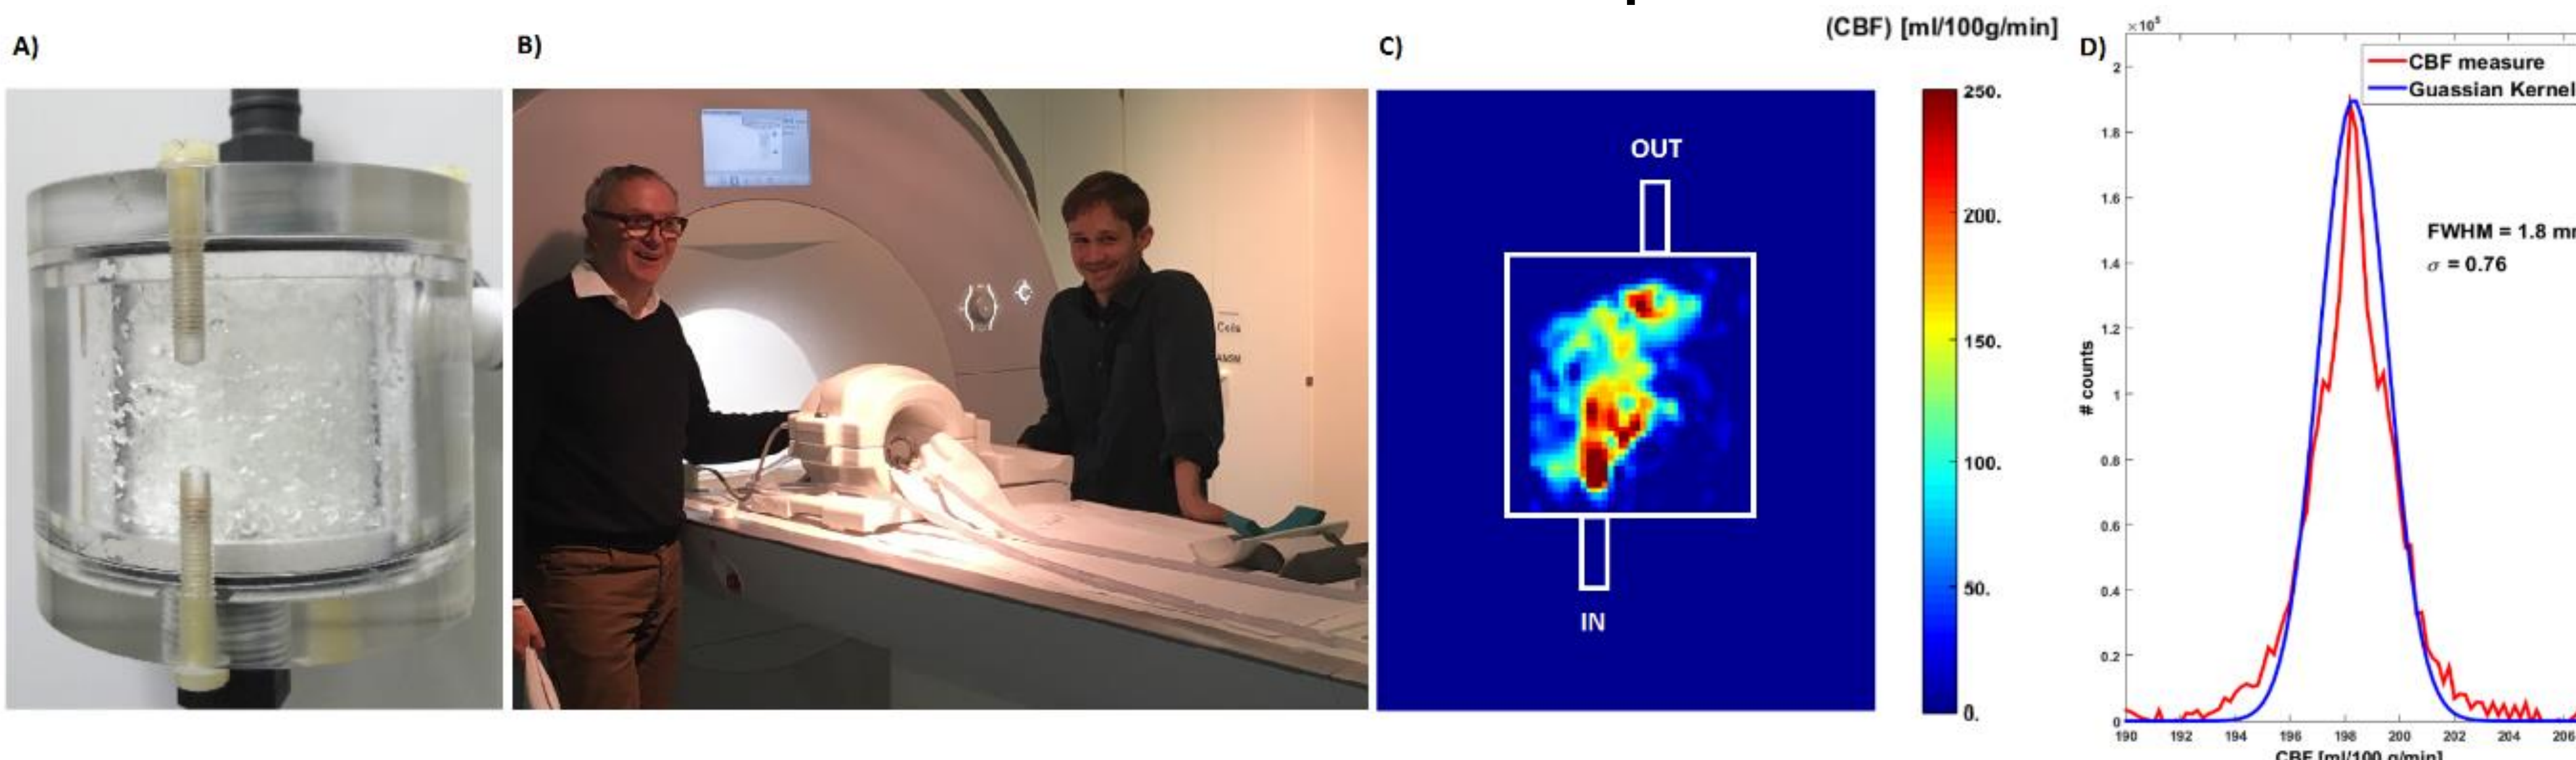 A)
B)
C)
(CBF) [ml/100g/min]
D)
OUT
IN
250.
200.
150.
100.
50.
0.
Coils
×10⁵
CBF measure
Guassian Kernel
FWHM = 1.8
σ = 0.76
# counts
2
1.8
1.6
1.4
1.2
1
0.8
0.6
0.4
0.2
0
190 192 194 196 198 200 202 204 206
CBF [ml/100 g/min]